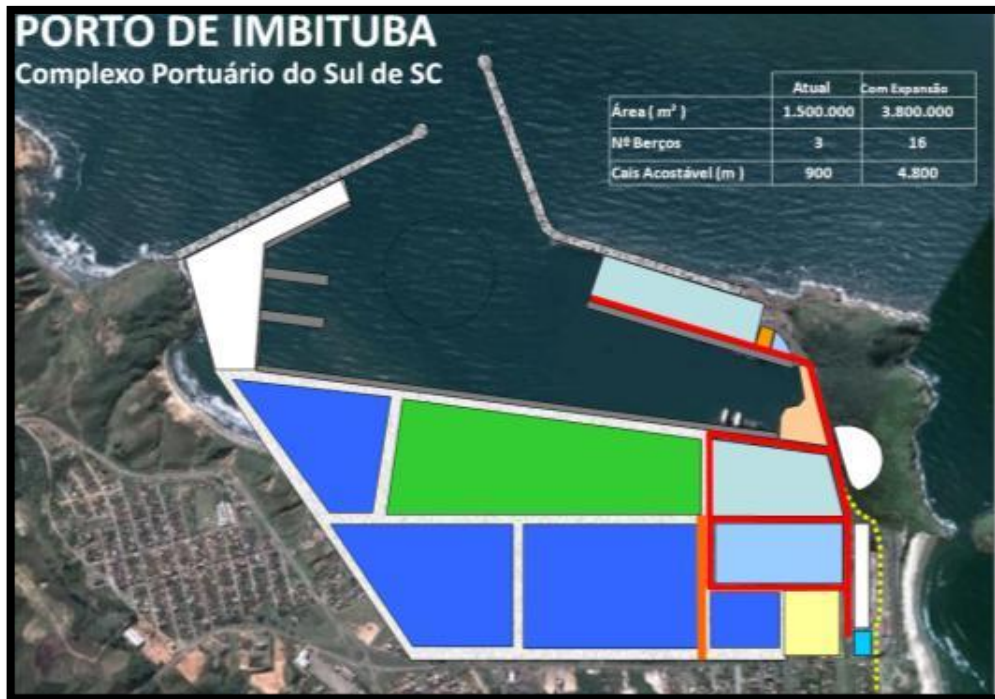 PORTO DE IMBITUBA
Complexo Portuário do Sul de SC
Atual Com Expansão
Área ( m² ) 1.500.000 3.800.000
Nº Berços 3 16
Cais Acostável (m ) 900 4.800